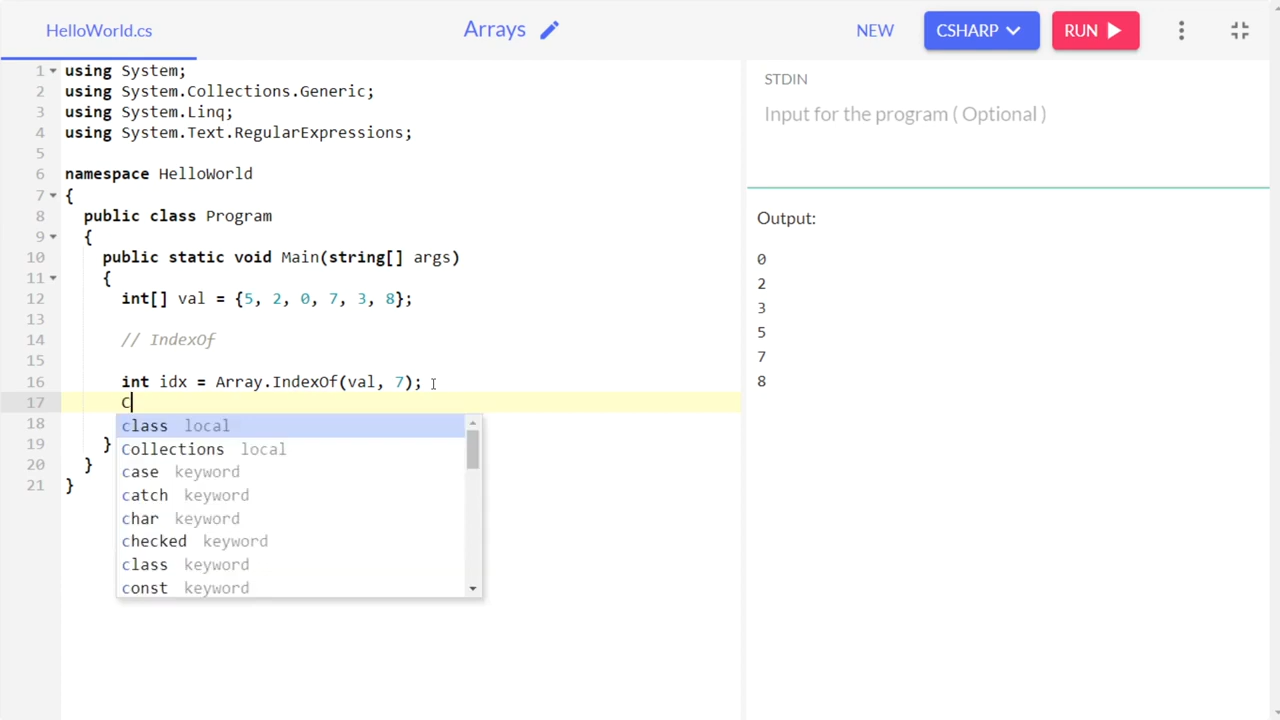 HelloWorld.cs
Arrays
NEW
CSHARP
RUN
1 using System;
2 using System.Collections.Generic;
3 using System.Linq;
4 using System.Text.RegularExpressions;
5
6 namespace HelloWorld
7 {
8 public class Program
9 {
10 public static void Main(string[] args)
11 {
12 int[] val = {5, 2, 0, 7, 3, 8};
13
14 // IndexOf
15
16 int idx = Array.IndexOf(val, 7);
17 C
18
19 }
20 }
21 }
class local
Collections local
case keyword
catch keyword
char keyword
checked keyword
class keyword
const keyword
STDIN
Input for the program ( Optional )
Output:
0
2
3
5
7
8